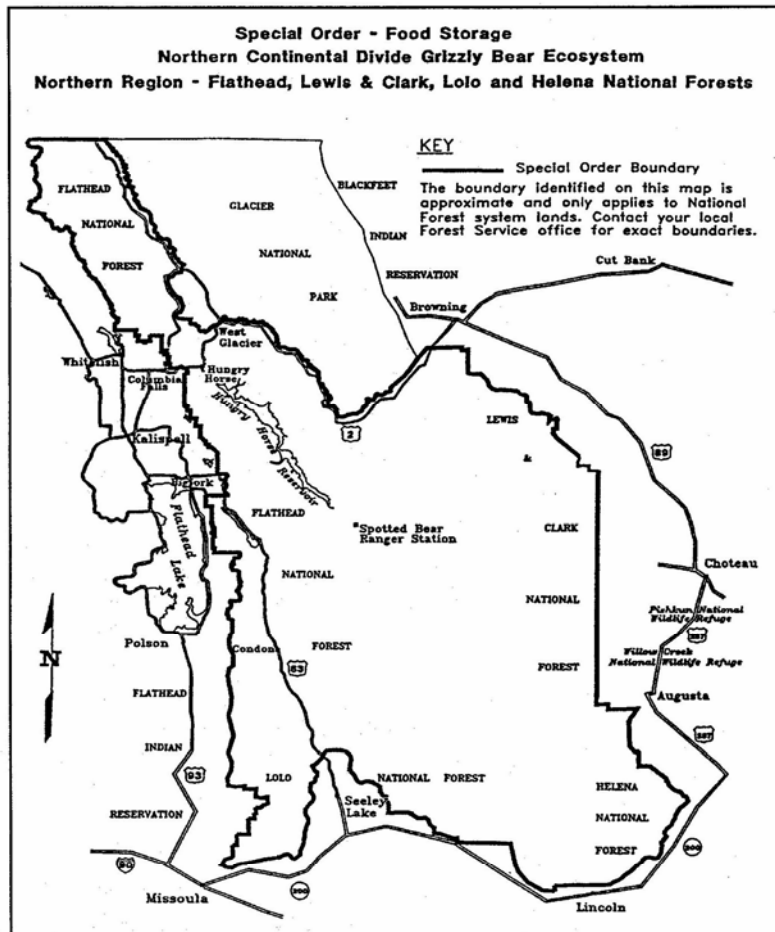 Special Order - Food Storage
Northern Continental Divide Grizzly Bear Ecosystem
Northern Region - Flathead, Lewis & Clark, Lolo and Helena National Forests
KEY
Special Order Boundary
The boundary identified on this map is
approximate and only applies to National
Forest system lands. Contact your local
Forest Service office for exact boundaries.
FLATHEAD
NATIONAL
FOREST
GLACIER
NATIONAL
PARK
BLACKFEET
INDIAN
RESERVATION
Cut Bank
Browning
West
Glacier
Whitefish
Columbia
Falls
Hungry
Horse
Hungry Horse Reservoir
Kalispell
2
LEWIS
&
CLARK
NATIONAL
FOREST
89
Bigfork
Flathead
Lake
FLATHEAD
NATIONAL
FOREST
Spotted Bear
Ranger Station
Choteau
Pishkun National
Wildlife Refuge
287
Willow Creek
National Wildlife Refuge
Augusta
287
Polson
Condon
83
N
FLATHEAD
INDIAN
RESERVATION
93
LOLO
NATIONAL FOREST
Seeley
Lake
HELENA
NATIONAL
FOREST
200
90
Missoula
200
Lincoln